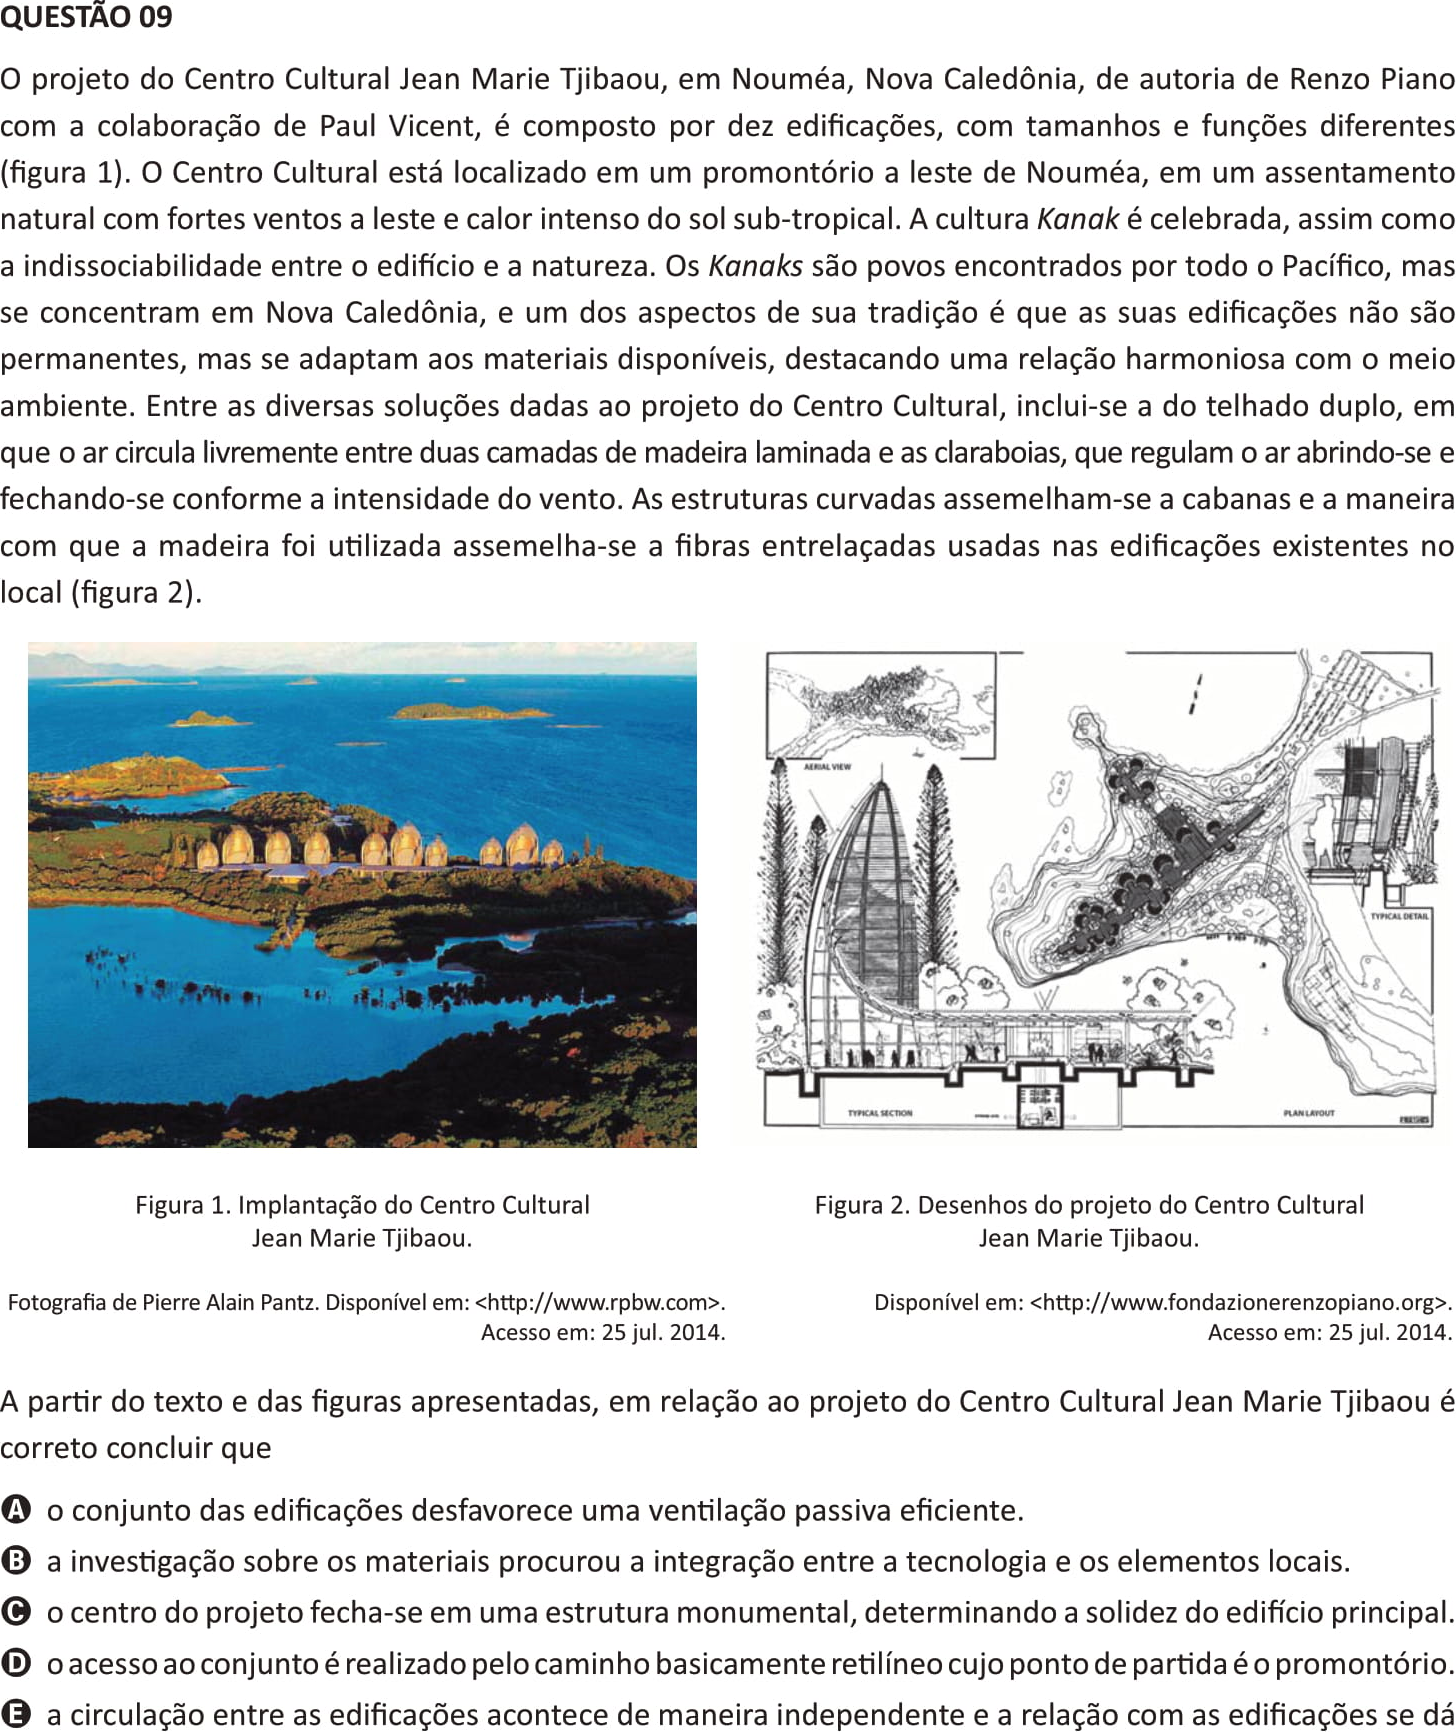 QUESTÃO 09
O projeto do Centro Cultural Jean Marie Tjibaou, em Nouméa, Nova Caledônia, de autoria de Renzo Piano
com a colaboração de Paul Vicent, é composto por dez edificações, com tamanhos e funções diferentes
(figura 1). O Centro Cultural está localizado em um promontório a leste de Nouméa, em um assentamento
natural com fortes ventos a leste e calor intenso do sol sub-tropical. A cultura Kanak é celebrada, assim como
a indissociabilidade entre o edifício e a natureza. Os Kanaks são povos encontrados por todo o Pacífico, mas
se concentram em Nova Caledônia, e um dos aspectos de sua tradição é que as suas edificações não são
permanentes, mas se adaptam aos materiais disponíveis, destacando uma relação harmoniosa com o meio
ambiente. Entre as diversas soluções dadas ao projeto do Centro Cultural, inclui-se a do telhado duplo, em
que o ar circula livremente entre duas camadas de madeira laminada e as claraboias, que regulam o ar abrindo-se e
fechando-se conforme a intensidade do vento. As estruturas curvadas assemelham-se a cabanas e a maneira
com que a madeira foi utilizada assemelha-se a fibras entrelaçadas usadas nas edificações existentes no
local (figura 2).
AERIAL VIEW
TYPICAL DETAIL
TYPICAL SECTION
PLAN LAYOUT
Figura 1. Implantação do Centro Cultural
Jean Marie Tjibaou.
Fotografia de Pierre Alain Pantz. Disponível em: <http://www.rpbw.com>.
Acesso em: 25 jul. 2014.
Figura 2. Desenhos do projeto do Centro Cultural
Jean Marie Tjibaou.
Disponível em: <http://www.fondazionerenzopiano.org>.
Acesso em: 25 jul. 2014.
A partir do texto e das figuras apresentadas, em relação ao projeto do Centro Cultural Jean Marie Tjibaou é
correto concluir que
A o conjunto das edificações desfavorece uma ventilação passiva eficiente.
B a investigação sobre os materiais procurou a integração entre a tecnologia e os elementos locais.
C o centro do projeto fecha-se em uma estrutura monumental, determinando a solidez do edifício principal.
D o acesso ao conjunto é realizado pelo caminho basicamente retilíneo cujo ponto de partida é o promontório.
E a circulação entre as edificações acontece de maneira independente e a relação com as edificações se dá